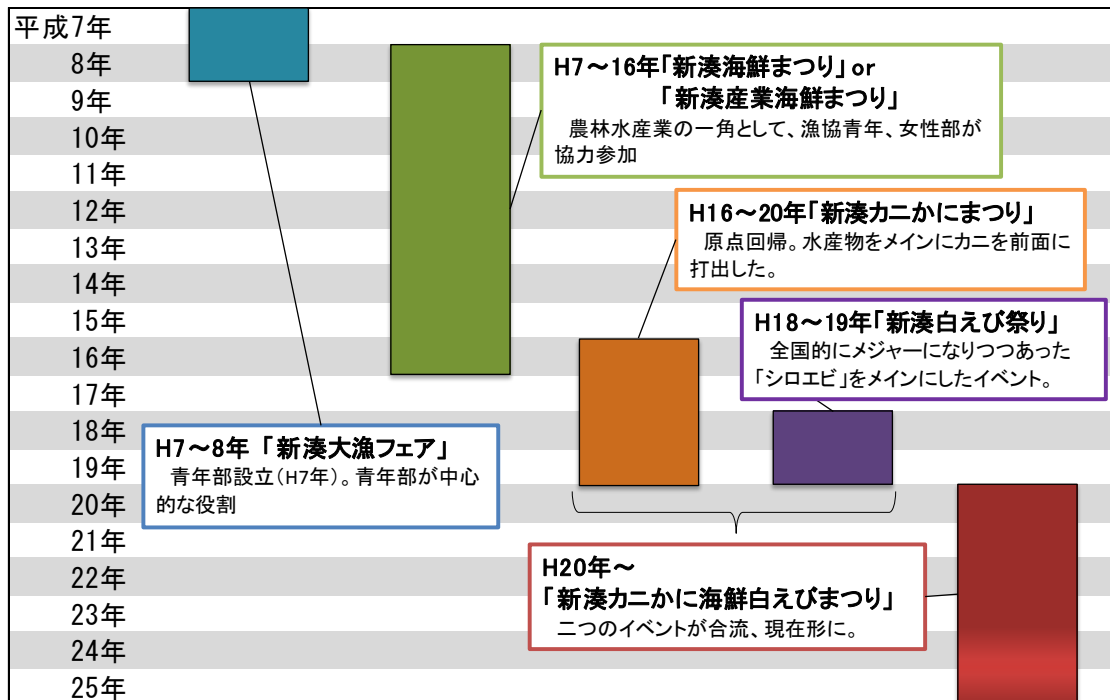 平成7年
8年
9年
10年
11年
12年
13年
14年
15年
16年
17年
18年
19年
20年
21年
22年
23年
24年
25年
H7～16年「新湊海鮮まつり」or
「新湊産業海鮮まつり」
農林水産業の一角として、漁協青年、女性部が
協力参加
H16～20年「新湊カニかにまつり」
原点回帰。水産物をメインにカニを前面に
打出した。
H18～19年「新湊白えび祭り」
全国的にメジャーになりつつあった
「シロエビ」をメインにしたイベント。
H7～8年 「新湊大漁フェア」
青年部設立（H7年）。青年部が中心
的な役割
H20年～
「新湊カニかに海鮮白えびまつり」
二つのイベントが合流、現在形に。